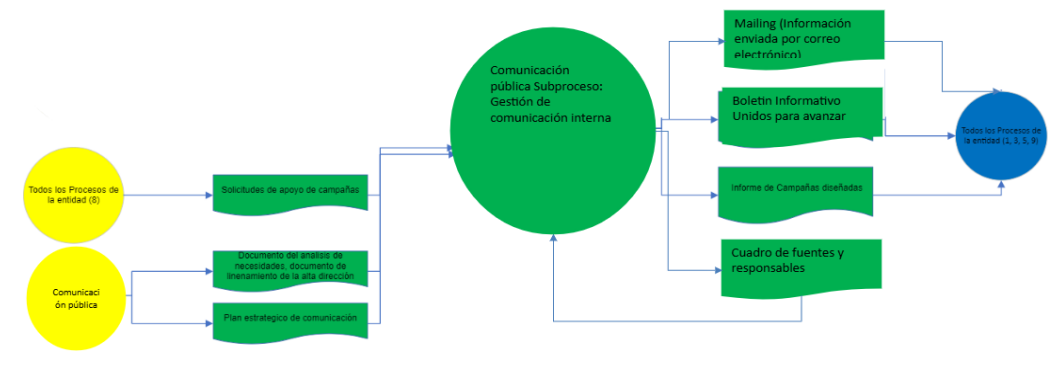 Todos los Procesos de
la entidad (8)
Comunicaci
ón pública
Solicitudes de apoyo de campañas
Documento del analisis de
necesidades, documento de
linenamiento de la alta dirección
Plan estrategico de comunicación
Comunicación
pública Subproceso:
Gestión de
comunicación interna
Mailing (Información
enviada por correo
electrónico)
Boletin Informativo
Unidos para avanzar
Informe de Campañas diseñadas
Cuadro de fuentes y
responsables
Todos los Procesos de
la entidad (1, 3, 5, 9)